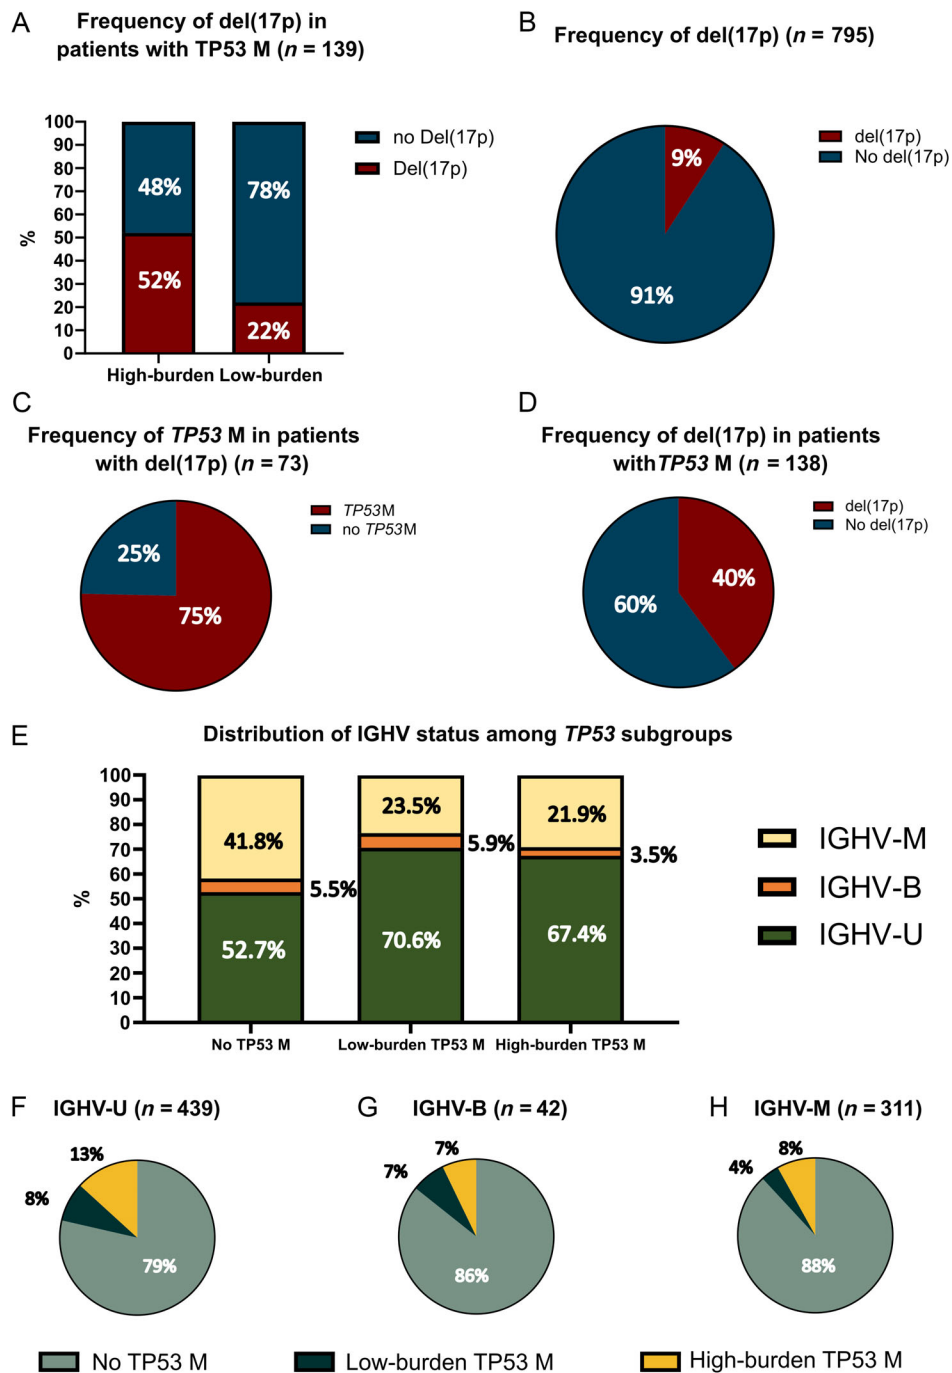 A
Frequency of del(17p) in
patients with TP53 M (n = 139)
100
90
80
70
60
50
40
30
20
10
0
%
48%
52%
78%
22%
High-burden
Low-burden
no Del(17p)
Del(17p)
B
Frequency of del(17p) (n = 795)
9%
91%
del(17p)
No del(17p)
C
Frequency of TP53 M in patients
with del(17p) (n = 73)
25%
75%
TP53M
no TP53M
D
Frequency of del(17p) in patients
withTP53 M (n = 138)
40%
60%
del(17p)
No del(17p)
E
Distribution of IGHV status among TP53 subgroups
100
90
80
70
60
50
40
30
20
10
0
%
41.8%
5.5%
52.7%
23.5%
5.9%
70.6%
21.9%
3.5%
67.4%
No TP53 M
Low-burden TP53 M
High-burden TP53 M
IGHV-M
IGHV-B
IGHV-U
F
IGHV-U (n = 439)
13%
8%
79%
G
IGHV-B (n = 42)
7%
7%
86%
H
IGHV-M (n = 311)
8%
4%
88%
No TP53 M
Low-burden TP53 M
High-burden TP53 M